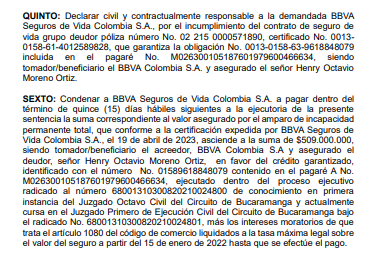 QUINTO: Declarar civil y contractualmente responsable a la demandada BBVA
Seguros de Vida Colombia S.A., por el incumplimiento del contrato de seguro de
vida grupo deudor póliza número No. 02 215 0000571890, certificado No. 0013-
0158-61-4012589828, que garantiza la obligación No. 0013-0158-63-9618848079
incluida en el pagaré No. M026300105187601979600466634, siendo
tomador/beneficiario el BBVA Colombia S.A. y asegurado el señor Henry Octavio
Moreno Ortiz.
SEXTO: Condenar a BBVA Seguros de Vida Colombia S.A. a pagar dentro del
término de quince (15) días hábiles siguientes a la ejecutoria de la presente
sentencia la suma correspondiente al valor asegurado por el amparo de incapacidad
permanente total, que conforme a la certificación expedida por BBVA Seguros de
Vida Colombia S.A., el 19 de abril de 2023, asciende a la suma de $509.000.000,
siendo tomador/beneficiario el acreedor, BBVA Colombia S.A y asegurado el
deudor, señor Henry Octavio Moreno Ortiz, en favor del crédito garantizado,
identificado con el número No. 01589618848079 contenido en el pagaré A No.
M026300105187601979600466634, ejecutado dentro del proceso ejecutivo
radicado al número 68001310300820210024800 de conocimiento en primera
instancia del Juzgado Octavo Civil del Circuito de Bucaramanga y actualmente
cursa en el Juzgado Primero de Ejecución Civil del Circuito de Bucaramanga bajo
el radicado No. 68001310300820210024801, más los intereses moratorios de que
trata el artículo 1080 del código de comercio liquidados a la tasa máxima legal sobre
el valor del seguro a partir del 15 de enero de 2022 hasta que se efectúe el pago.